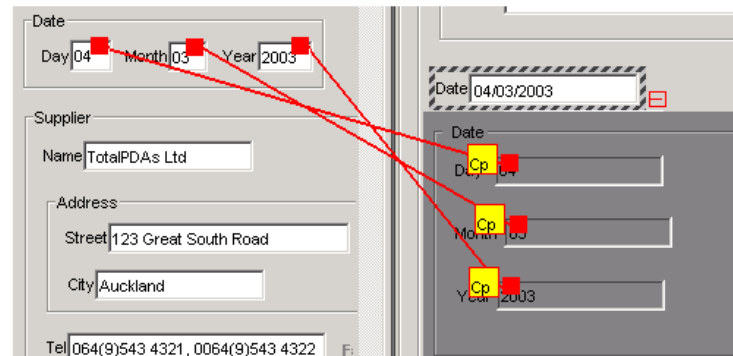 Date
Day 04 Month 03 Year 2003
Supplier
Name TotalPDAs Ltd
Address
Street 123 Great South Road
City Auckland
Tel 064(9)543 4321, 0064(9)543 4322
Date 04/03/2003
Date
Cp
Day 04
Cp
Month 03
Cp
Year 2003